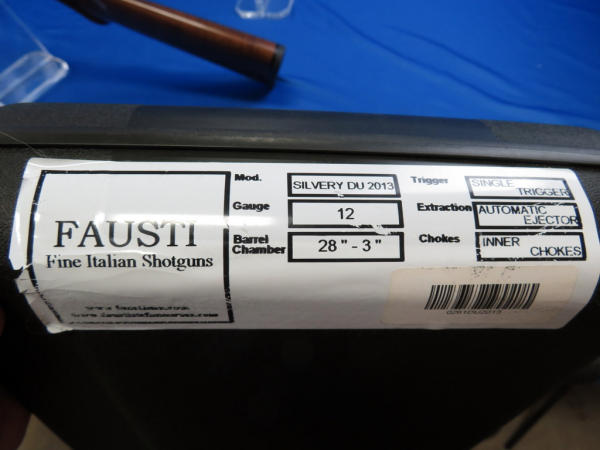 FAUSTI
Fine Italian Shotguns
Mod. SILVERY DU 2013
Gauge 12
Barrel Chamber 28" - 3"
Trigger SINGLE TRIGGER
Extraction AUTOMATIC EJECTOR
Chokes INNER CHOKES